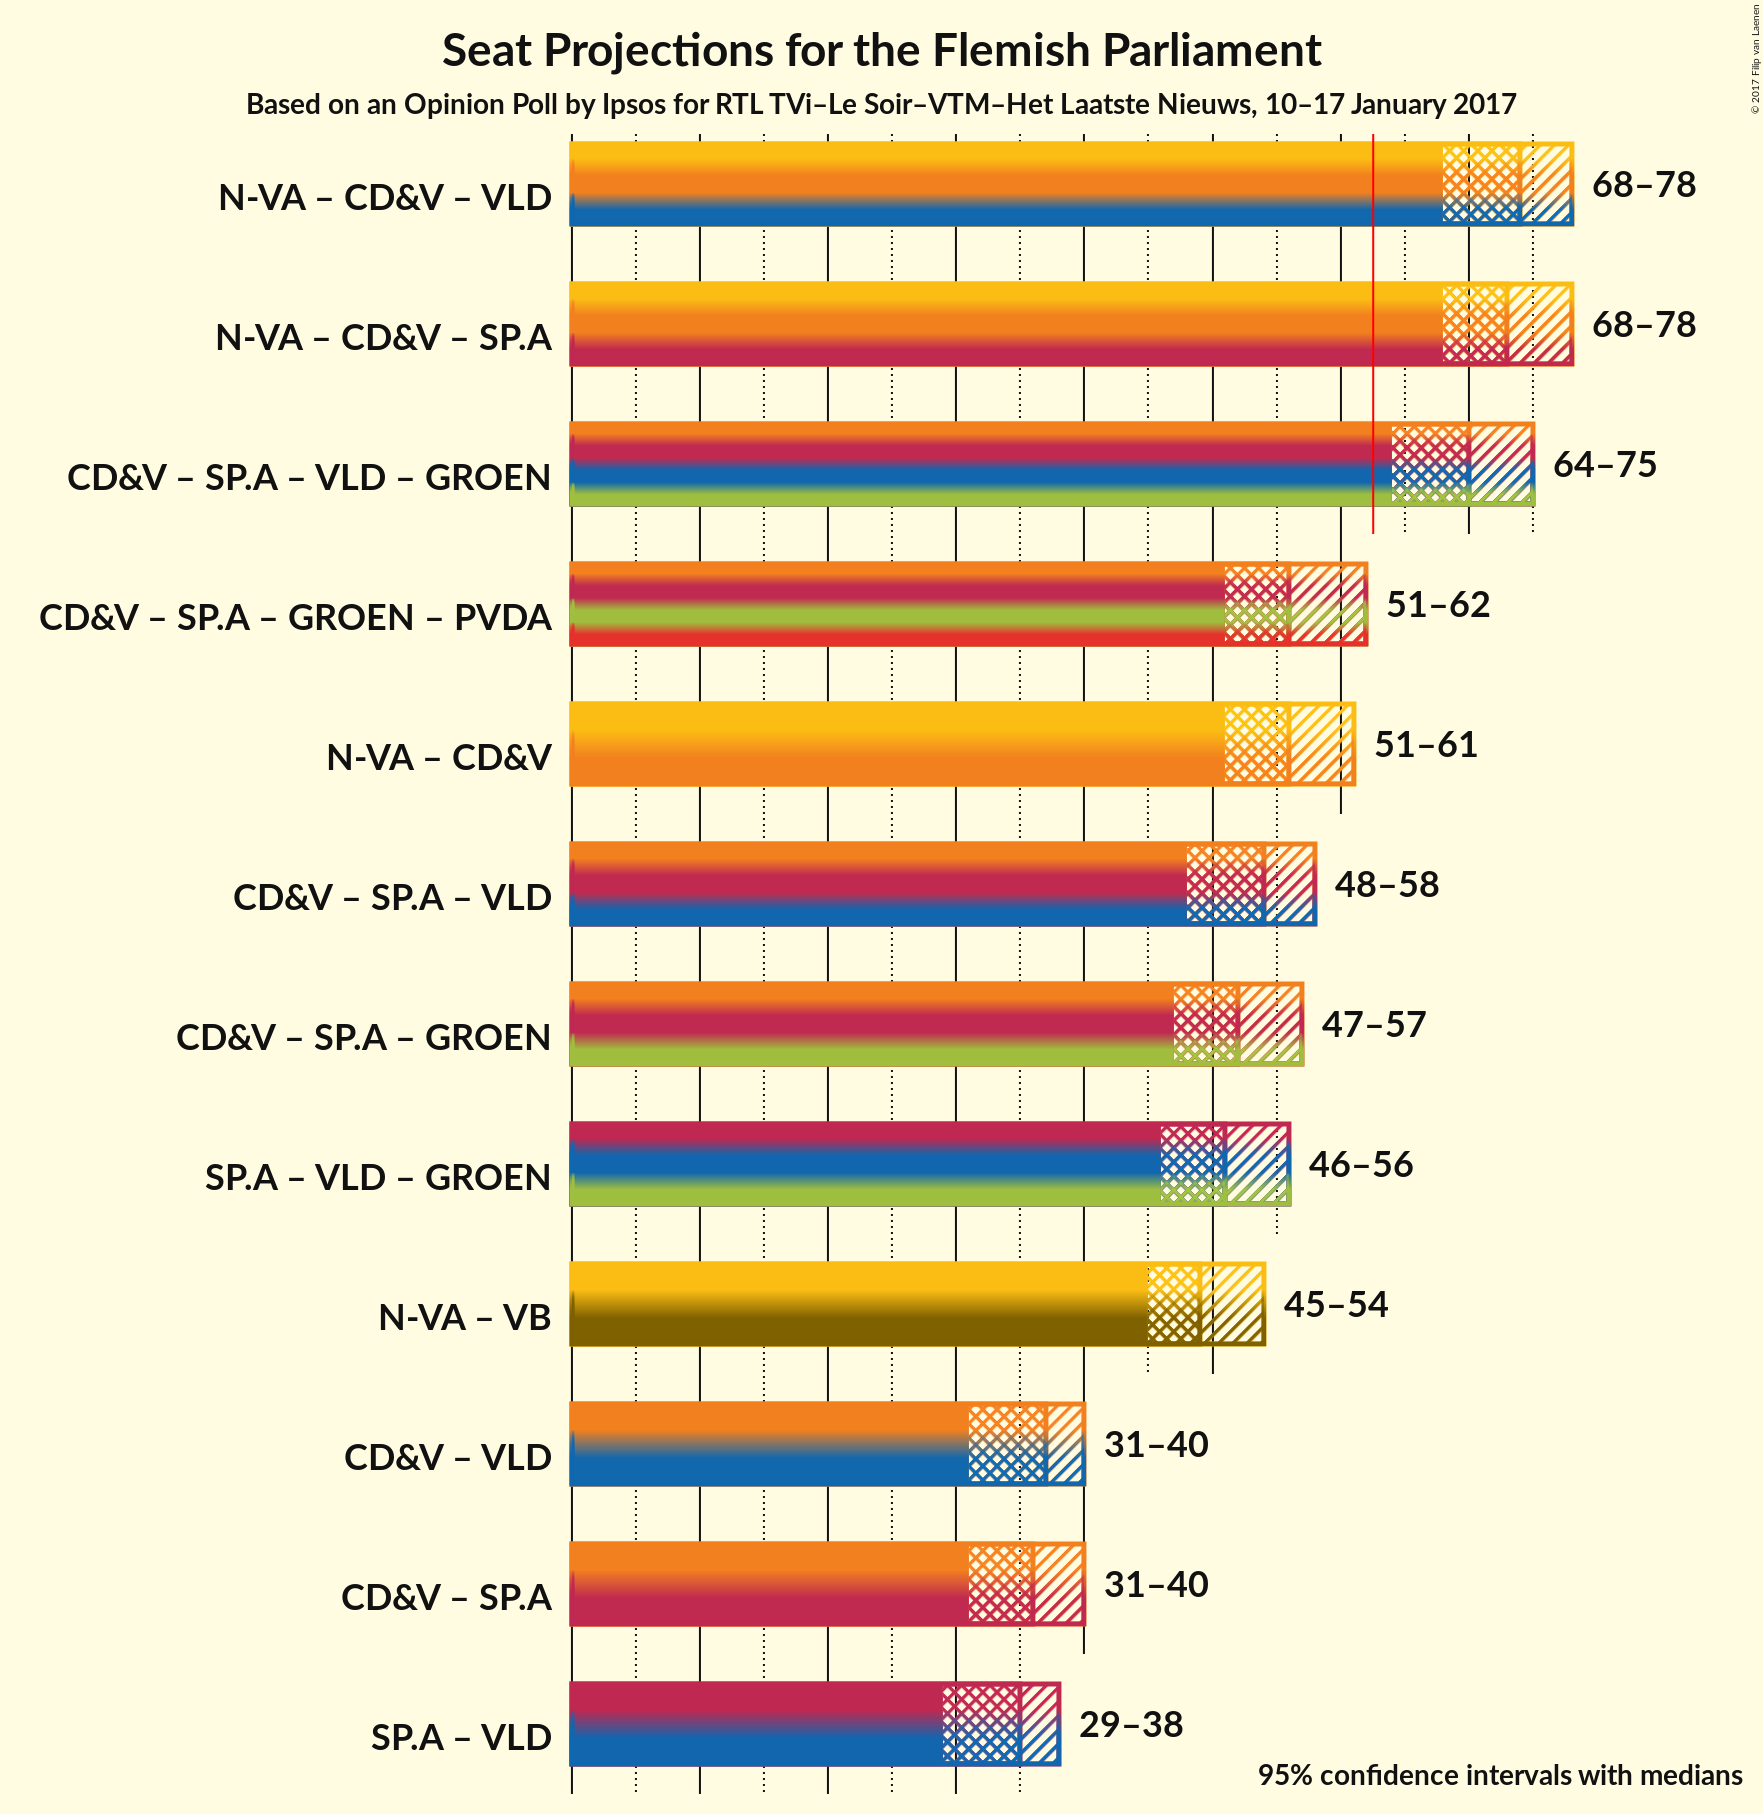 © 2017 Filip van Laenen
Seat Projections for the Flemish Parliament
Based on an Opinion Poll by Ipsos for RTL TVi–Le Soir–VTM–Het Laatste Nieuws, 10–17 January 2017
N-VA – CD&V – VLD 68–78
N-VA – CD&V – SP.A 68–78
CD&V – SP.A – VLD – GROEN 64–75
CD&V – SP.A – GROEN – PVDA 51–62
N-VA – CD&V 51–61
CD&V – SP.A – VLD 48–58
CD&V – SP.A – GROEN 47–57
SP.A – VLD – GROEN 46–56
N-VA – VB 45–54
CD&V – VLD 31–40
CD&V – SP.A 31–40
SP.A – VLD 29–38
95% confidence intervals with medians